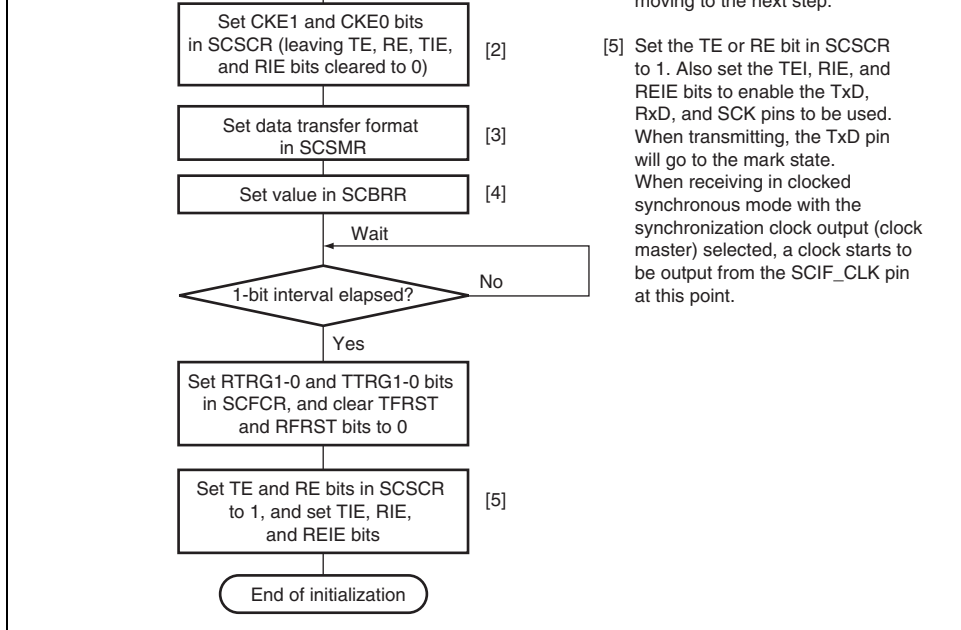 Set CKE1 and CKE0 bits
in SCSCR (leaving TE, RE, TIE,
and RIE bits cleared to 0)
[2]
Set data transfer format
in SCSMR
[3]
Set value in SCBRR
[4]
Wait
1-bit interval elapsed?
No
Yes
Set RTRG1-0 and TTRG1-0 bits
in SCFCR, and clear TFRST
and RFRST bits to 0
Set TE and RE bits in SCSCR
to 1, and set TIE, RIE,
and REIE bits
[5]
End of initialization
moving to the next step.
[5] Set the TE or RE bit in SCSCR
to 1. Also set the TEI, RIE, and
REIE bits to enable the TxD,
RxD, and SCK pins to be used.
When transmitting, the TxD pin
will go to the mark state.
When receiving in clocked
synchronous mode with the
synchronization clock output (clock
master) selected, a clock starts to
be output from the SCIF_CLK pin
at this point.